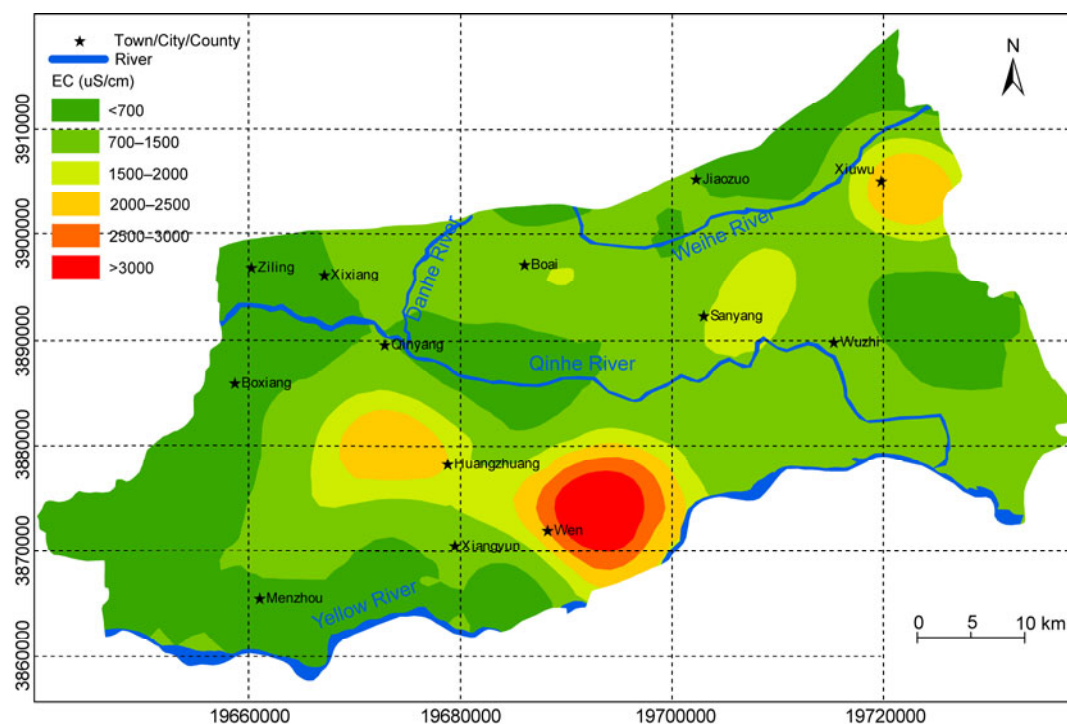 Town/City/County
River
EC (uS/cm)
<700
700–1500
1500–2000
2000–2500
2500–3000
>3000
N
Xiuwu
Jiaozuo
Weihe River
Danhe River
Ziling
Xixiang
Boai
Sanyang
Qinyang
Qinhe River
Wuzhi
Boxiang
Huangzhuang
Wen
Xiangyun
Menzhou
Yellow River
0 5 10 km
3910000
3900000
3890000
3880000
3870000
3860000
19660000 19680000 19700000 19720000